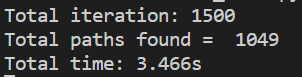 Total iteration: 1500
Total paths found =  1049
Total time: 3.466s